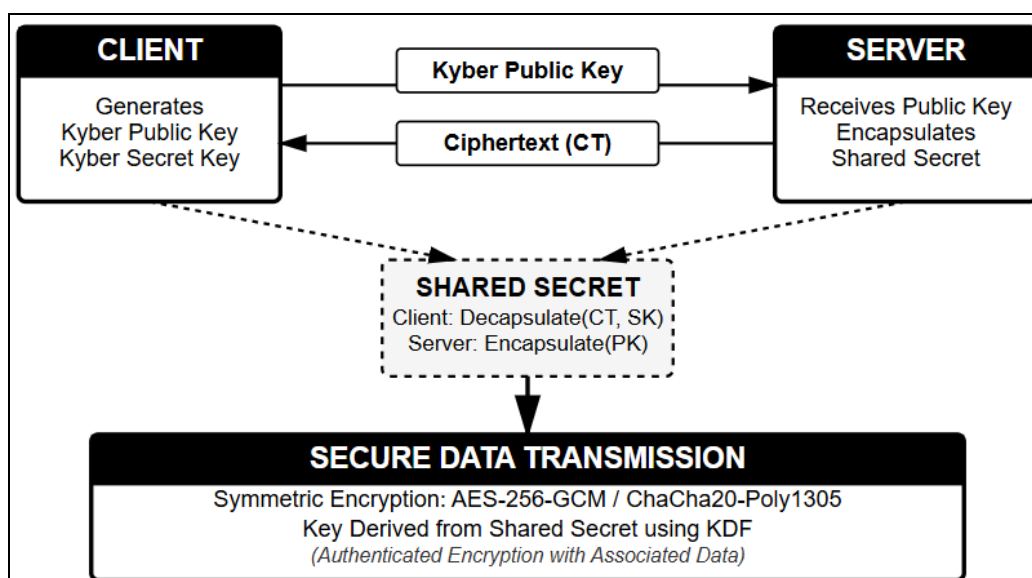 CLIENT
Generates
Kyber Public Key
Kyber Secret Key
Kyber Public Key
Ciphertext (CT)
SERVER
Receives Public Key
Encapsulates
Shared Secret
SHARED SECRET
Client: Decapsulate(CT, SK)
Server: Encapsulate(PK)
SECURE DATA TRANSMISSION
Symmetric Encryption: AES-256-GCM / ChaCha20-Poly1305
Key Derived from Shared Secret using KDF
(Authenticated Encryption with Associated Data)